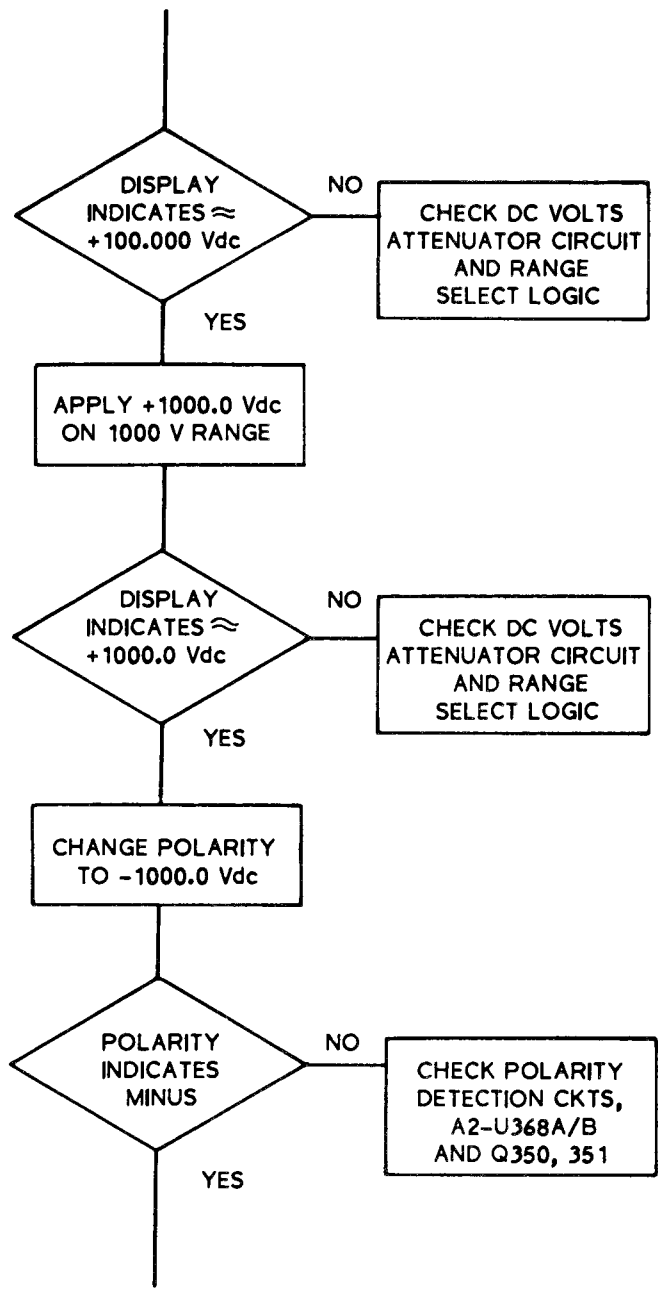 DISPLAY
INDICATES ≈
+100.000 Vdc
NO
CHECK DC VOLTS
ATTENUATOR CIRCUIT
AND RANGE
SELECT LOGIC
YES
APPLY +1000.0 Vdc
ON 1000 V RANGE
DISPLAY
INDICATES ≈
+1000.0 Vdc
NO
CHECK DC VOLTS
ATTENUATOR CIRCUIT
AND RANGE
SELECT LOGIC
YES
CHANGE POLARITY
TO -1000.0 Vdc
POLARITY
INDICATES
MINUS
NO
CHECK POLARITY
DETECTION CKTS,
A2-U368A/B
AND Q350, 351
YES